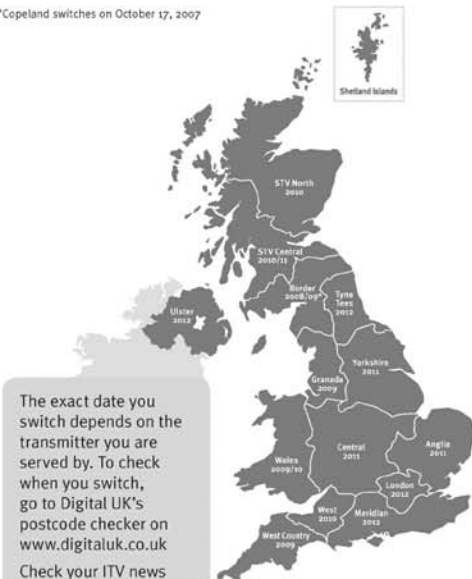 *Copeland switches on October 17, 2007
Shetland Islands
STV North
2010
STV Central
2010/11
Border
2008/09*
Ulster
2012
Tyne
Tees
2012
Yorkshire
2011
Granada
2009
Wales
2009/10
Central
2011
Anglia
2011
London
2012
West
2010
Meridian
2012
West Country
2009
The exact date you
switch depends on the
transmitter you are
served by. To check
when you switch,
go to Digital UK's
postcode checker on
www.digitaluk.co.uk
Check your ITV news